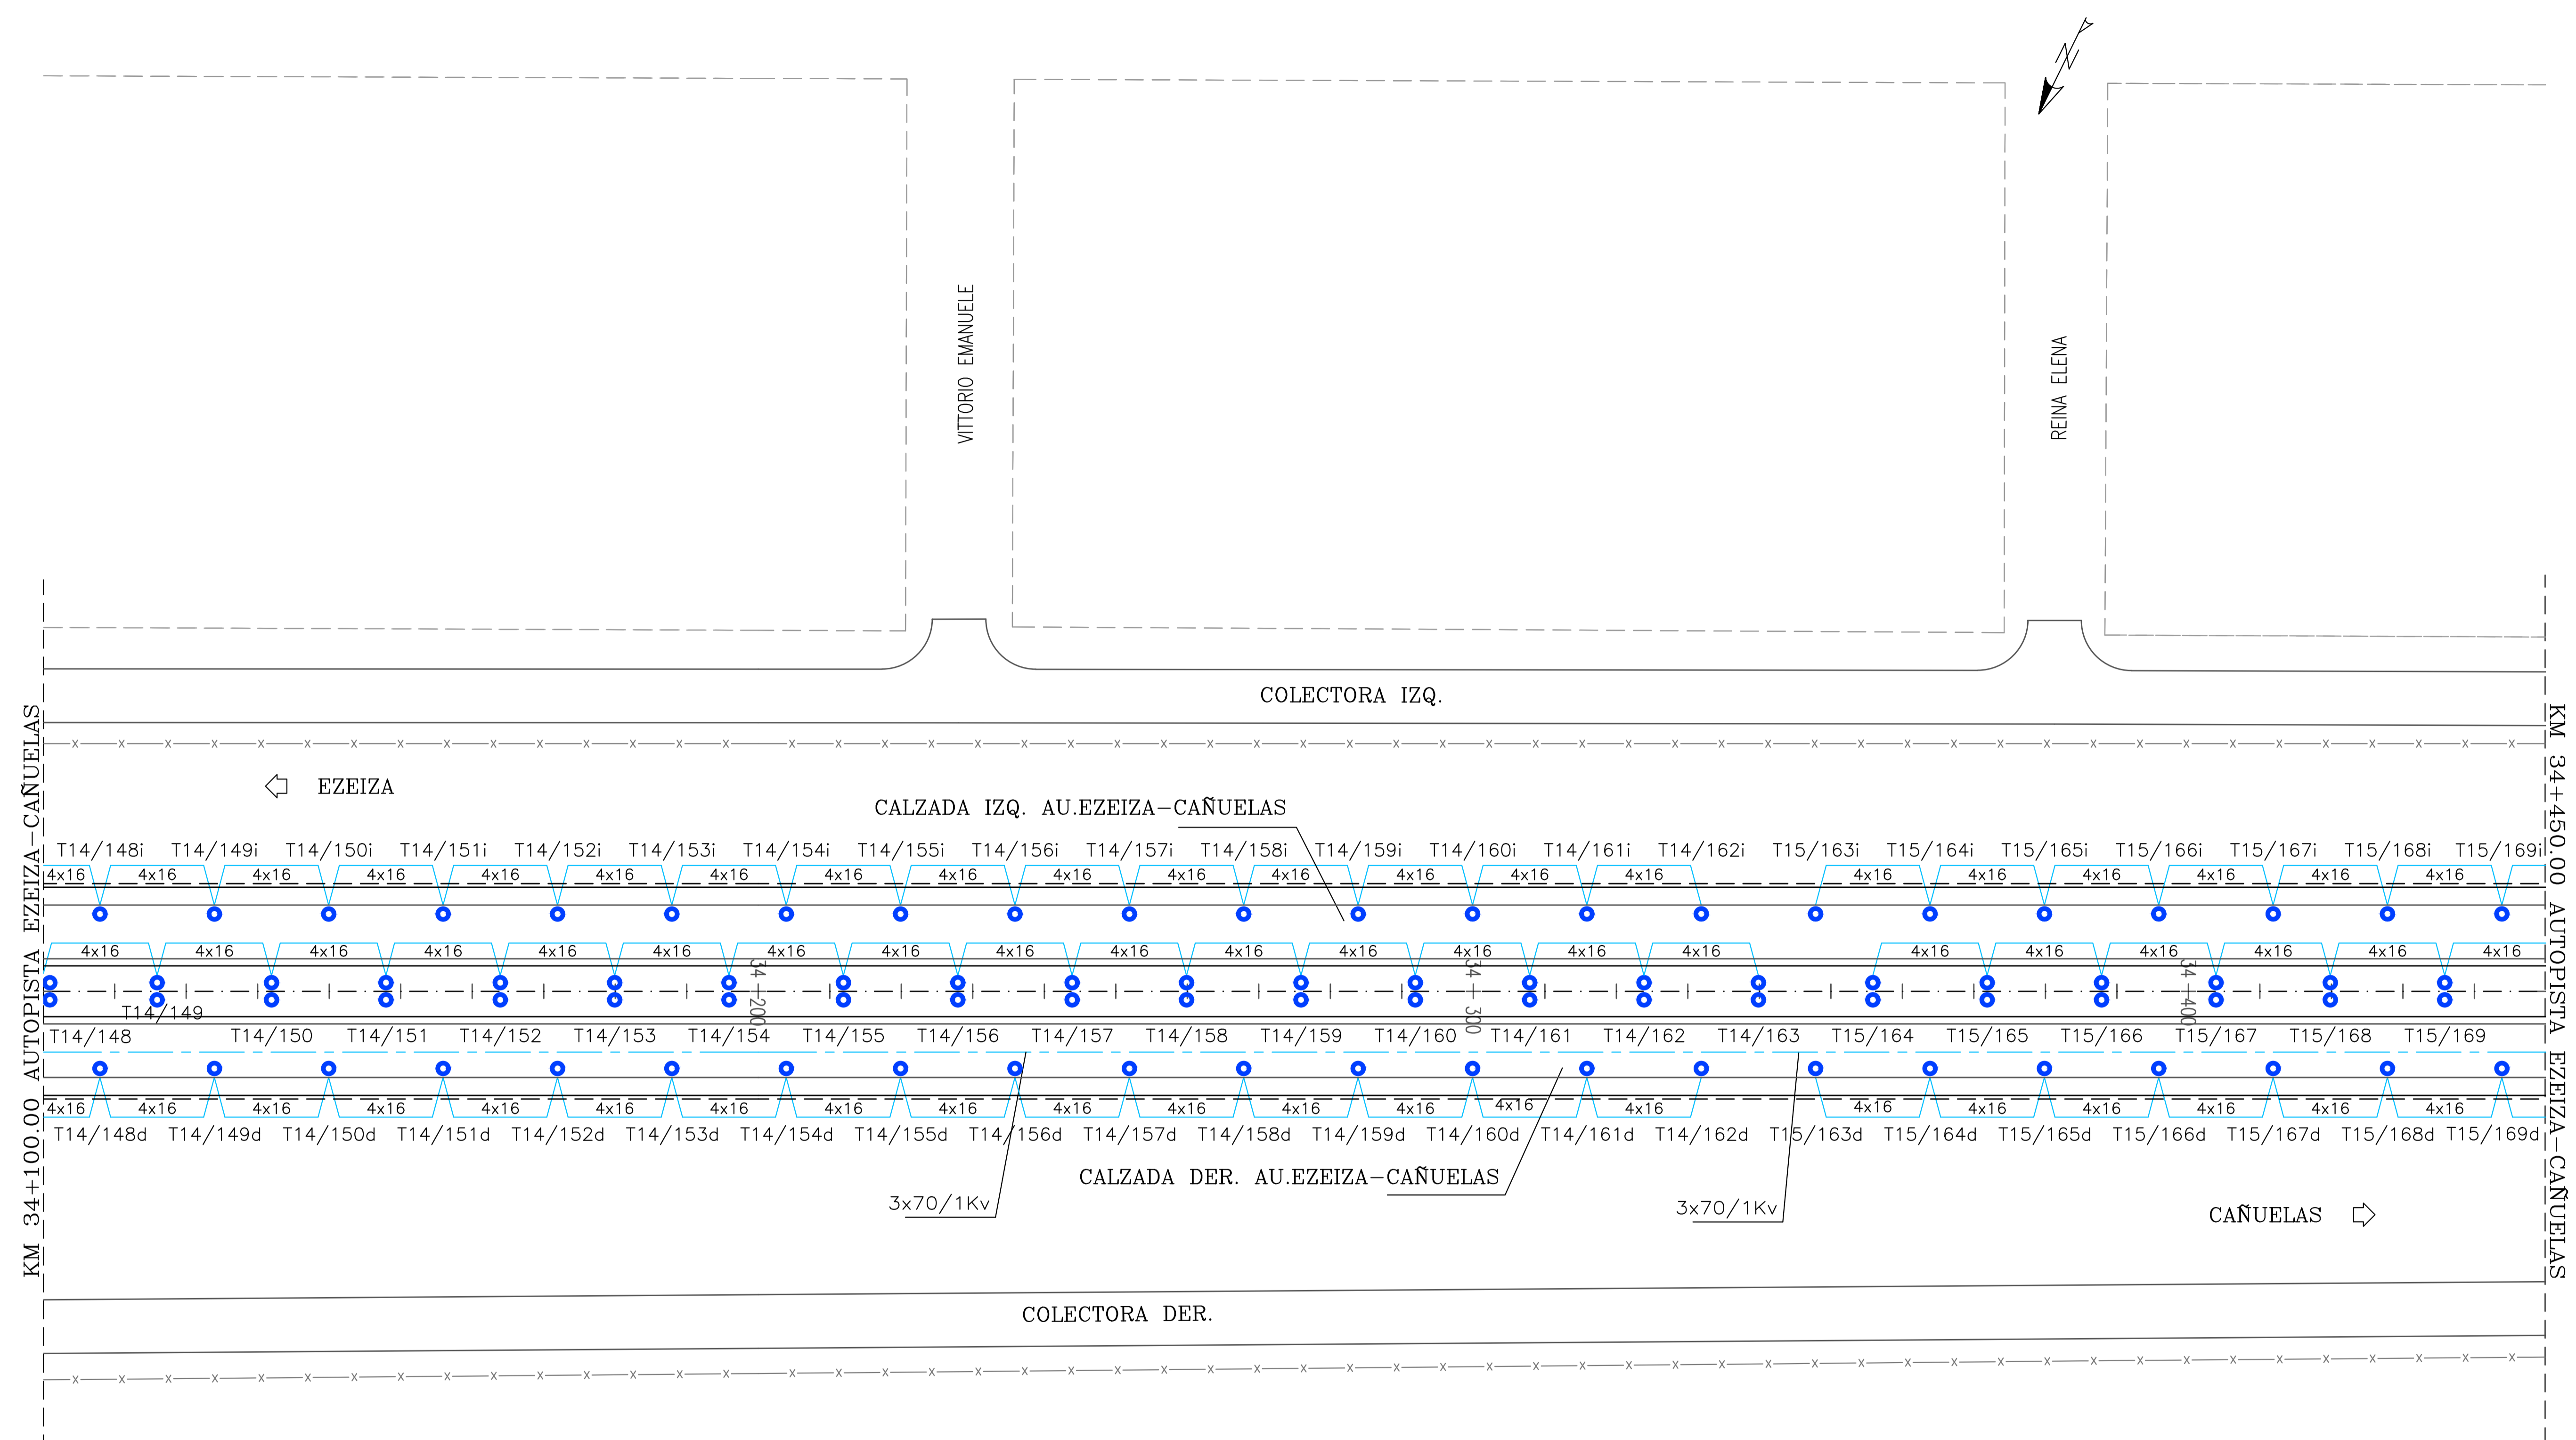 N
VITTORIO EMANUELE
REINA ELENA
COLECTORA IZQ.
EZEIZA
CALZADA IZQ. AU.EZEIZA-CAÑUELAS
KM 34+100.00 AUTOPISTA EZEIZA-CAÑUELAS
KM 34+450.00 AUTOPISTA EZEIZA-CAÑUELAS
T14/148i T14/149i T14/150i T14/151i T14/152i T14/153i T14/154i T14/155i T14/156i T14/157i T14/158i T14/159i T14/160i T14/161i T14/162i T15/163i T15/164i T15/165i T15/166i T15/167i T15/168i T15/169i
4x16 4x16 4x16 4x16 4x16 4x16 4x16 4x16 4x16 4x16 4x16 4x16 4x16 4x16 4x16 4x16 4x16 4x16 4x16 4x16 4x16
4x16 4x16 4x16 4x16 4x16 4x16 4x16 4x16 4x16 4x16 4x16 4x16 4x16 4x16 4x16 4x16 4x16 4x16 4x16 4x16 4x16
34 200
34 300
34 400
T14/149
T14/148 T14/150 T14/151 T14/152 T14/153 T14/154 T14/155 T14/156 T14/157 T14/158 T14/159 T14/160 T14/161 T14/162 T14/163 T15/164 T15/165 T15/166 T15/167 T15/168 T15/169
4x16 4x16 4x16 4x16 4x16 4x16 4x16 4x16 4x16 4x16 4x16 4x16 4x16 4x16 4x16 4x16 4x16 4x16 4x16 4x16 4x16
T14/148d T14/149d T14/150d T14/151d T14/152d T14/153d T14/154d T14/155d T14/156d T14/157d T14/158d T14/159d T14/160d T14/161d T14/162d T15/163d T15/164d T15/165d T15/166d T15/167d T15/168d T15/169d
CALZADA DER. AU.EZEIZA-CAÑUELAS
3x70/1Kv
3x70/1Kv
CAÑUELAS
COLECTORA DER.